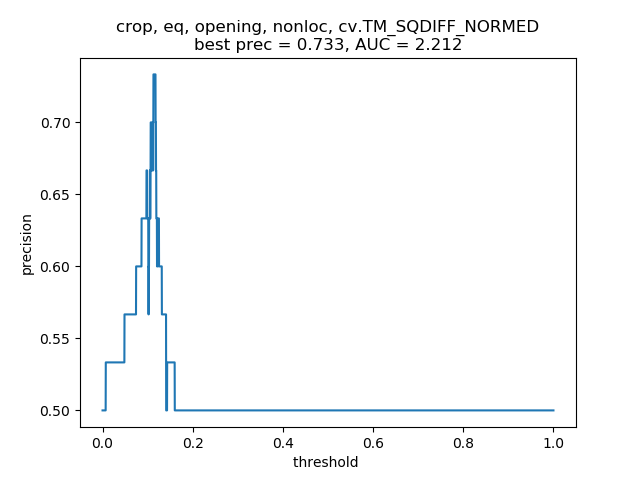 crop, eq, opening, nonloc, cv.TM_SQDIFF_NORMED
best prec = 0.733, AUC = 2.212
0.70
0.65
0.60
0.55
0.50
precision
0.0 0.2 0.4 0.6 0.8 1.0
threshold